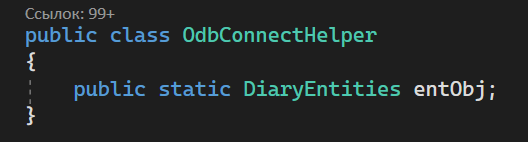 Ссылок: 99+
public class OdbConnectHelper
{
public static DiaryEntities entObj;
}